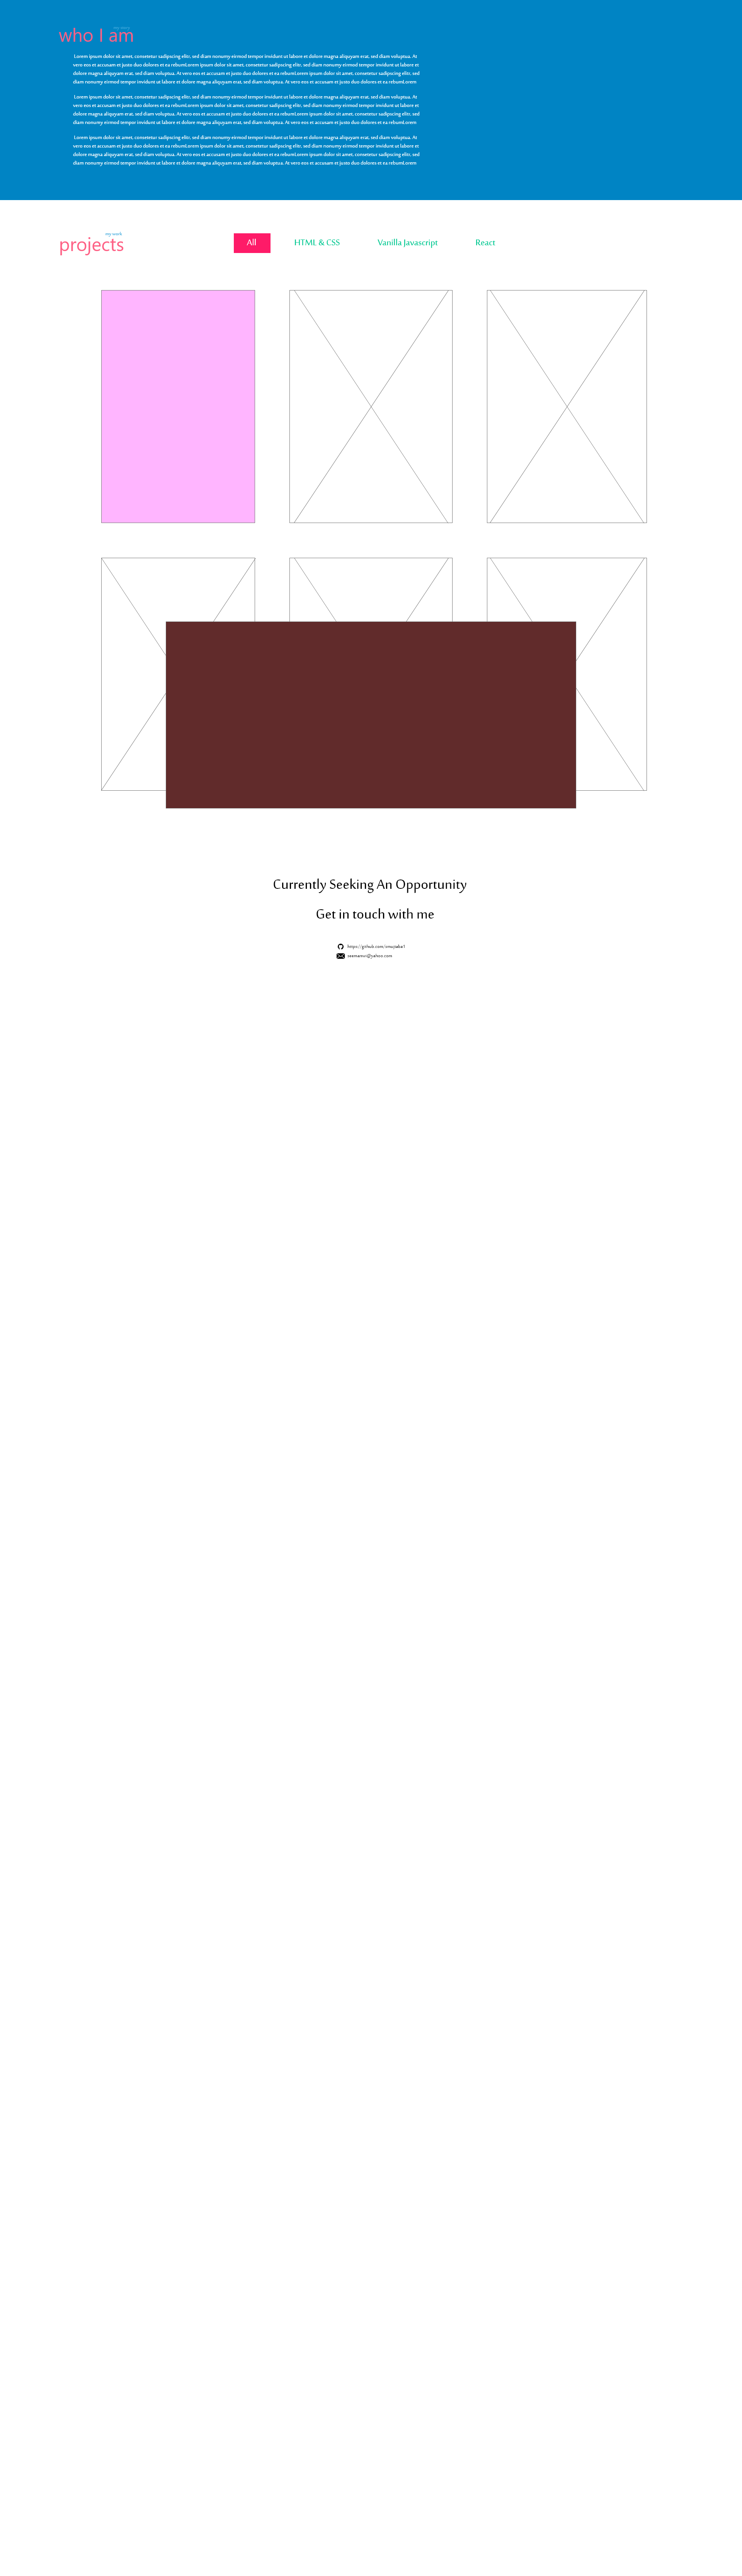 who I am
Lorem ipsum dolor sit amet, consetetur sadipscing elitr, sed diam nonumy eirmod tempor invidunt ut labore et dolore magna aliquyam erat, sed diam voluptua. At
vero eos et accusam et justo duo dolores et ea rebumLorem ipsum dolor sit amet, consetetur sadipscing elitr, sed diam nonumy eirmod tempor invidunt ut labore et
dolore magna aliquyam erat, sed diam voluptua. At vero eos et accusam et justo duo dolores et ea rebumLorem ipsum dolor sit amet, consetetur sadipscing elitr, sed
diam nonumy eirmod tempor invidunt ut labore et dolore magna aliquyam erat, sed diam voluptua. At vero eos et accusam et justo duo dolores et ea rebumLorem
Lorem ipsum dolor sit amet, consetetur sadipscing elitr, sed diam nonumy eirmod tempor invidunt ut labore et dolore magna aliquyam erat, sed diam voluptua. At
vero eos et accusam et justo duo dolores et ea rebumLorem ipsum dolor sit amet, consetetur sadipscing elitr, sed diam nonumy eirmod tempor invidunt ut labore et
dolore magna aliquyam erat, sed diam voluptua. At vero eos et accusam et justo duo dolores et ea rebumLorem ipsum dolor sit amet, consetetur sadipscing elitr, sed
diam nonumy eirmod tempor invidunt ut labore et dolore magna aliquyam erat, sed diam voluptua. At vero eos et accusam et justo duo dolores et ea rebumLorem
Lorem ipsum dolor sit amet, consetetur sadipscing elitr, sed diam nonumy eirmod tempor invidunt ut labore et dolore magna aliquyam erat, sed diam voluptua. At
vero eos et accusam et justo duo dolores et ea rebumLorem ipsum dolor sit amet, consetetur sadipscing elitr, sed diam nonumy eirmod tempor invidunt ut labore et
dolore magna aliquyam erat, sed diam voluptua. At vero eos et accusam et justo duo dolores et ea rebumLorem ipsum dolor sit amet, consetetur sadipscing elitr, sed
diam nonumy eirmod tempor invidunt ut labore et dolore magna aliquyam erat, sed diam voluptua. At vero eos et accusam et justo duo dolores et ea rebumLorem
my work
projects
All HTML & CSS Vanilla Javascript React
Currently Seeking An Opportunity
Get in touch with me